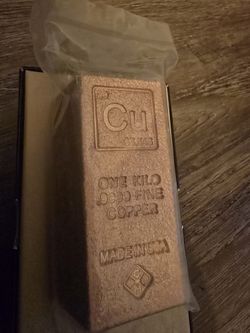 Cu
ONE KILO
.999 FINE
COPPER
MADE IN USA